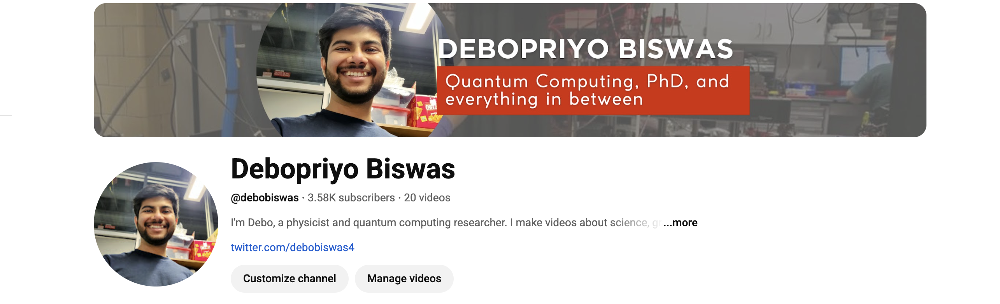 DEBOPRIYO BISWAS
Quantum Computing, PhD, and
everything in between
Debopriyo Biswas
@debobiswas · 3.58K subscribers · 20 videos
I'm Debo, a physicist and quantum computing researcher. I make videos about science, gr...more
twitter.com/debobiswas4
Customize channel Manage videos